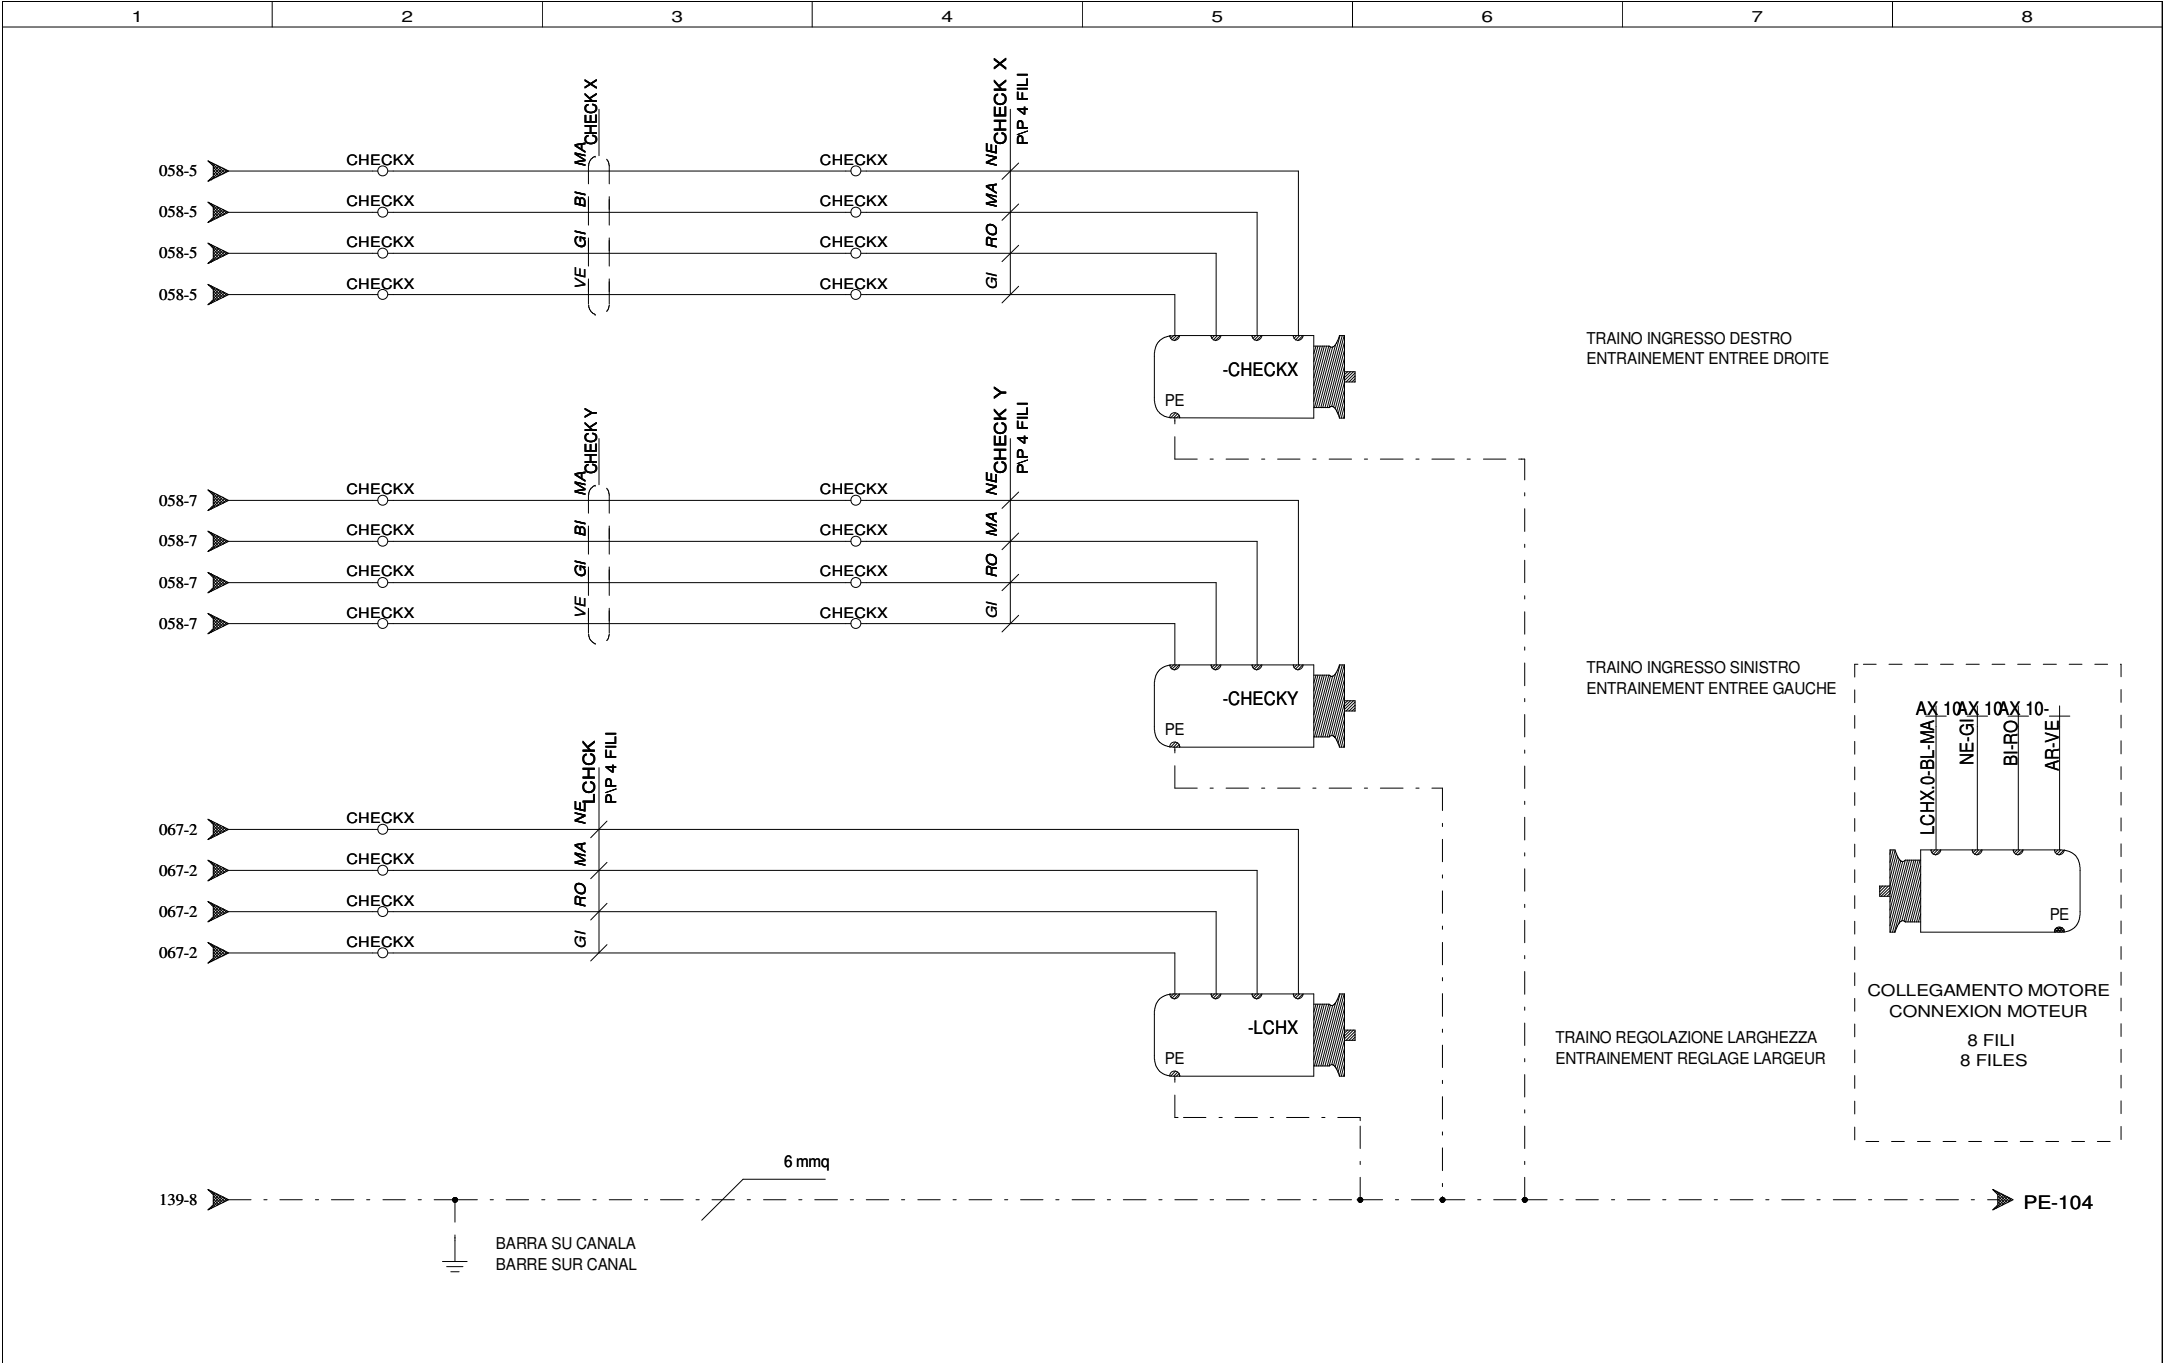 1 2 3 4 5 6 7 8
CHECK X
CHECK X
P\P 4 FILI
058-5 CHECKX MA CHECKX NE
058-5 CHECKX BI CHECKX MA
058-5 CHECKX GI CHECKX RO
058-5 CHECKX VE CHECKX GI
-CHECKX
PE
TRAINO INGRESSO DESTRO
ENTRAINEMENT ENTREE DROITE
CHECK Y
CHECK Y
P\P 4 FILI
058-7 CHECKX MA CHECKX NE
058-7 CHECKX BI CHECKX MA
058-7 CHECKX GI CHECKX RO
058-7 CHECKX VE CHECKX GI
-CHECKY
PE
TRAINO INGRESSO SINISTRO
ENTRAINEMENT ENTREE GAUCHE
LCHCK
P\P 4 FILI
067-2 CHECKX NE
067-2 CHECKX MA
067-2 CHECKX RO
067-2 CHECKX GI
-LCHX
PE
TRAINO REGOLAZIONE LARGHEZZA
ENTRAINEMENT REGLAGE LARGEUR
AX 10 AX 10 AX 10-
LCHX.0-BL-MA
NE-GI
BI-RO
AR-VE
PE
COLLEGAMENTO MOTORE
CONNEXION MOTEUR
8 FILI
8 FILES
6 mmq
139-8
PE-104
BARRA SU CANALA
BARRE SUR CANAL